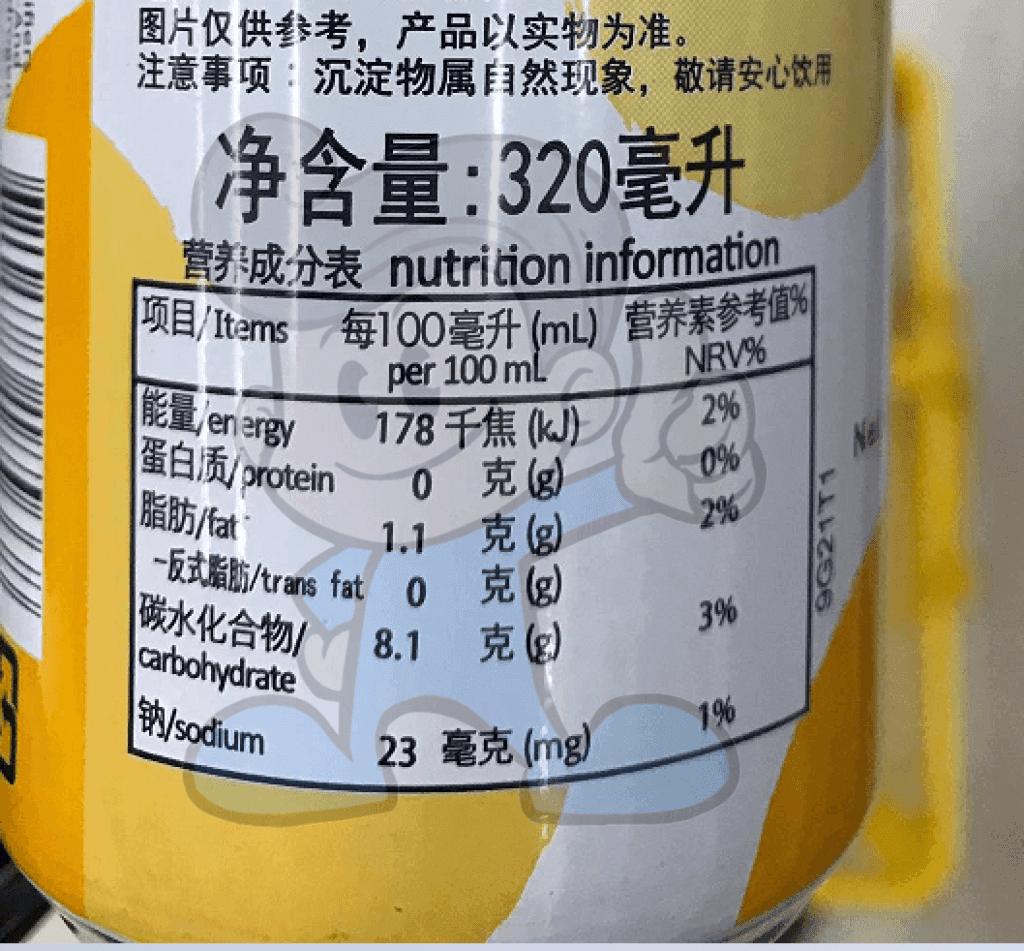 图片仅供参考，产品以实物为准。
注意事项：沉淀物属自然现象，敬请安心饮用
净含量:320毫升
营养成分表 nutrition information
项目/Items 每100毫升(mL) 营养素参考值%
per 100 mL NRV%
能量/energy 178 千焦(kJ) 2%
蛋白质/protein 0 克(g) 0%
脂肪/fat 1.1 克(g) 2%
-反式脂肪/trans fat 0 克(g)
碳水化合物/ 8.1 克(g) 3%
carbohydrate
钠/sodium 23 毫克(mg) 1%
9G21T1